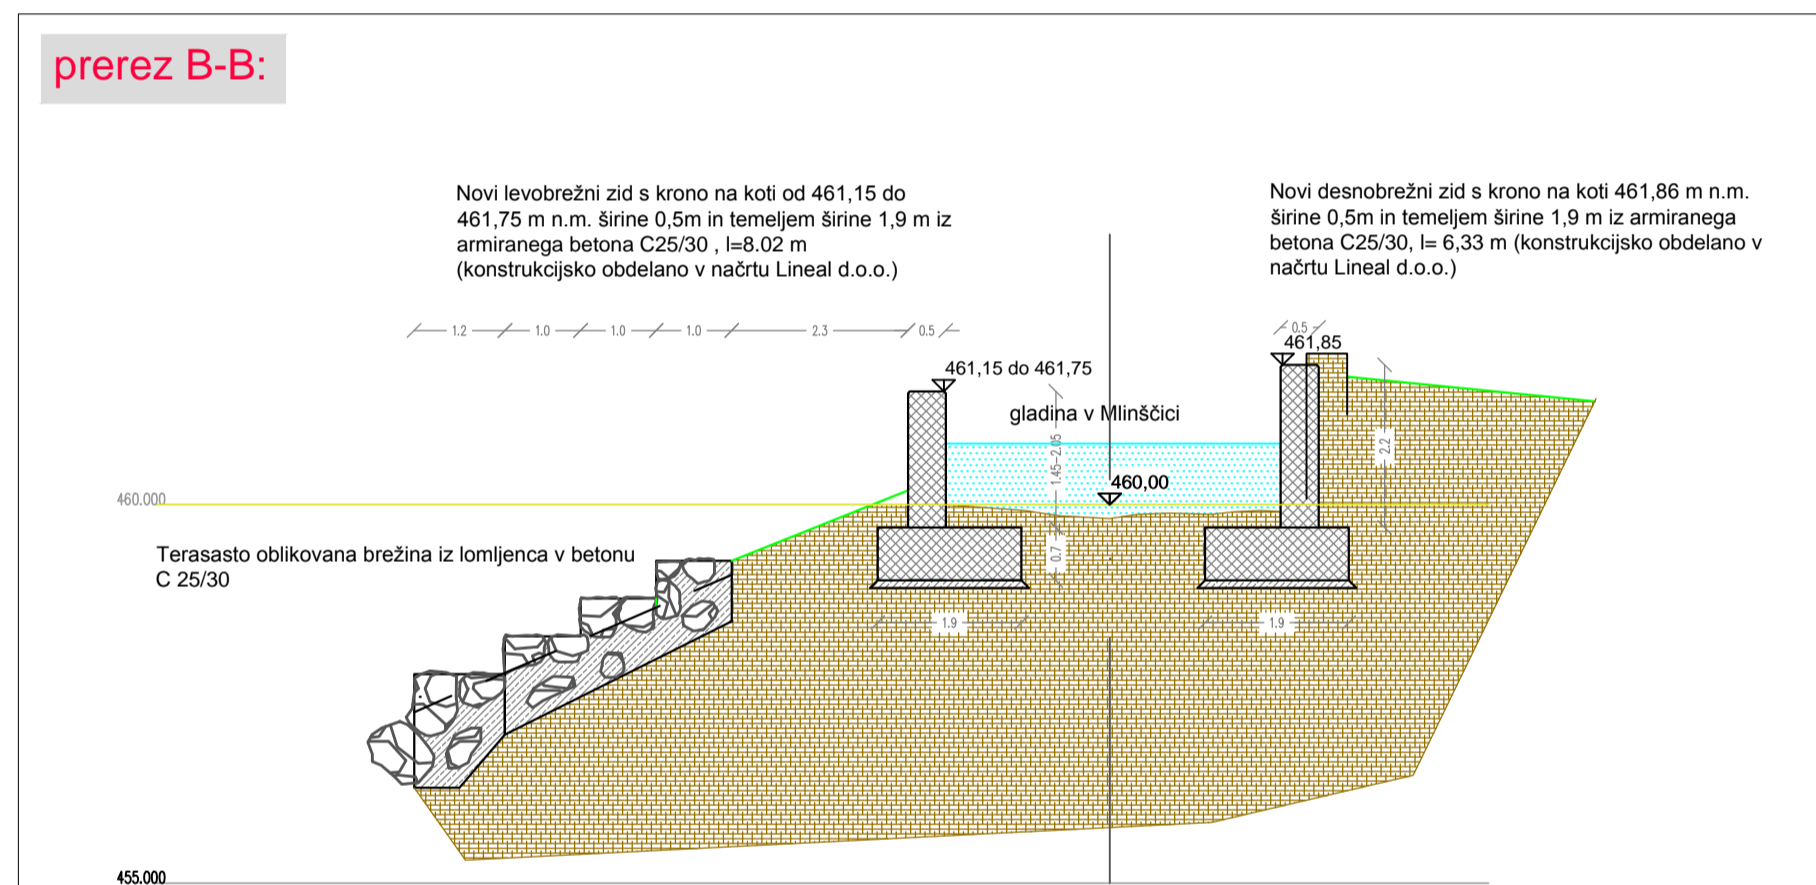 prerez B-B:
Novi levobrežni zid s krono na koti od 461,15 do
461,75 m n.m. širine 0,5m in temeljem širine 1,9 m iz
armiranega betona C25/30 , l=8.02 m
(konstrukcijsko obdelano v načrtu Lineal d.o.o.)
Novi desnobrežni zid s krono na koti 461,86 m n.m.
širine 0,5m in temeljem širine 1,9 m iz armiranega
betona C25/30, l= 6,33 m (konstrukcijsko obdelano v
načrtu Lineal d.o.o.)
1.2 1.0 1.0 1.0 2.3 0.5
0.5
461,85
461,15 do 461,75
gladina v Mlinščici
1.45-2.05
2.2
460,00
460.000
0.7
Terasasto oblikovana brežina iz lomljenca v betonu
C 25/30
1.9
1.9
455.000